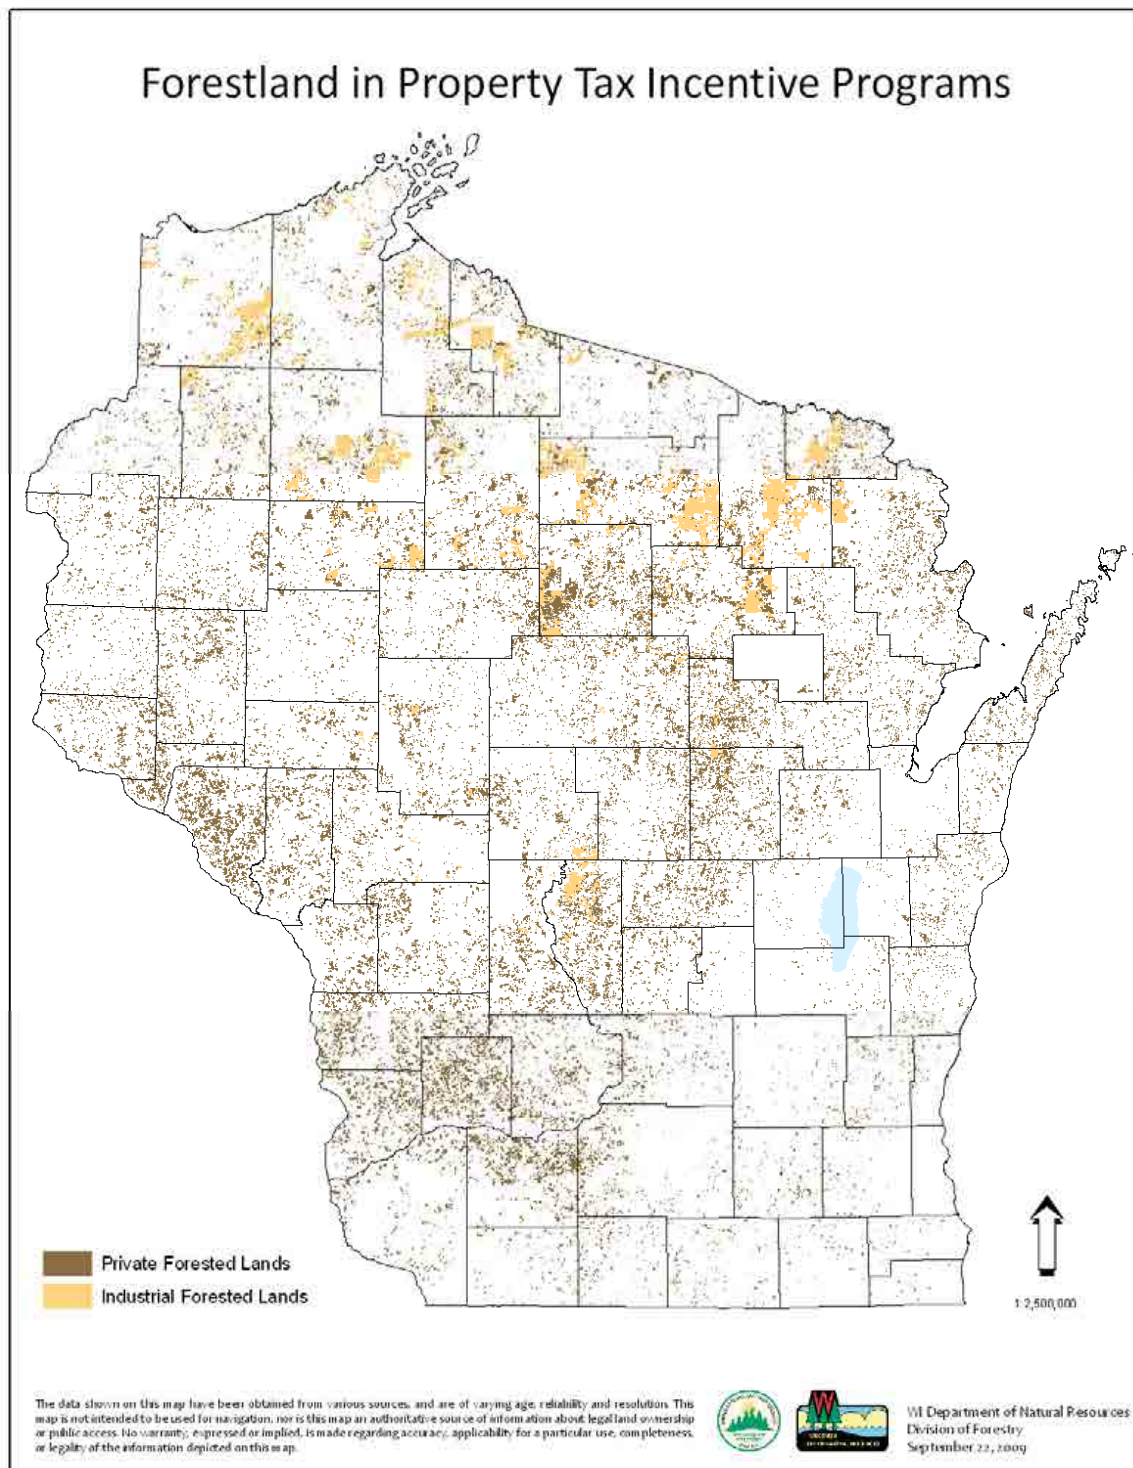 Forestland in Property Tax Incentive Programs
Private Forested Lands
Industrial Forested Lands
1:2,500,000
The data shown on this map have been obtained from various sources, and are of varying age, reliability and resolution. This
map is not intended to be used for navigation, nor is this map an authoritative source of information about legal land ownership
or public access. No warranty, expressed or implied, is made regarding accuracy, applicability for a particular use, completeness,
or legality of the information depicted on this map.
WI Department of Natural Resources
Division of Forestry
September 22, 2009